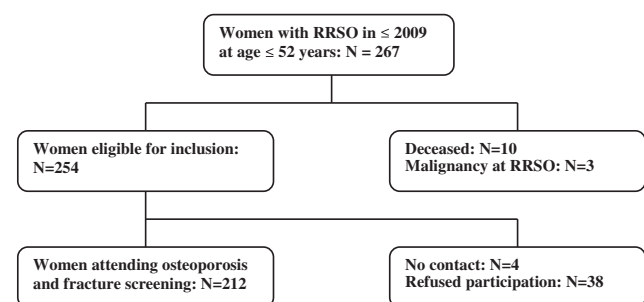 Women with RRSO in ≤ 2009
at age ≤ 52 years: N = 267
Women eligible for inclusion:
N=254
Deceased: N=10
Malignancy at RRSO: N=3
Women attending osteoporosis
and fracture screening: N=212
No contact: N=4
Refused participation: N=38